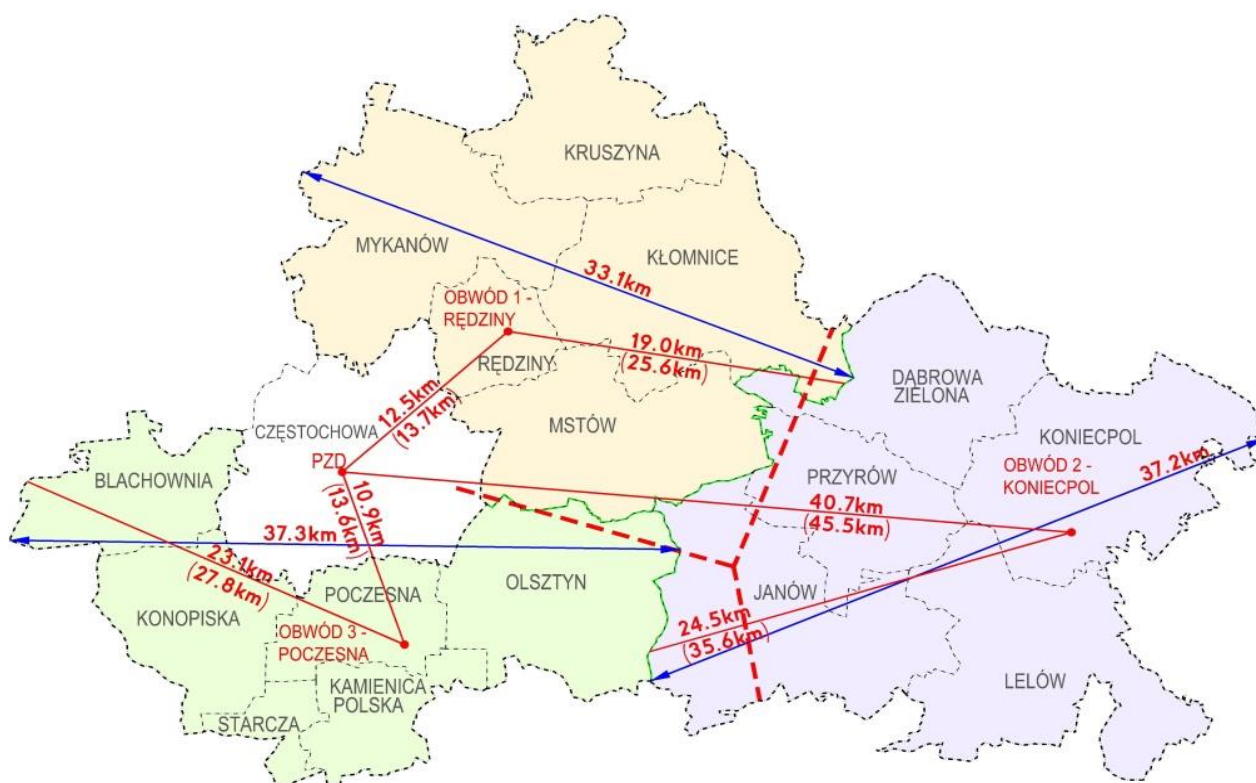 KRUSZYNA
MYKANÓW
KŁOMNICE
33.1km
OBWÓD 1 -
RĘDZINY
19.0km
(25.6km)
RĘDZINY
DĄBROWA
ZIELONA
12.5km
(13.7km)
MSTÓW
CZĘSTOCHOWA
KONIECPOL
PZD
BLACHOWNIA
PRZYRÓW
OBWÓD 2 -
KONIECPOL
37.2km
10.9km
(13.6km)
40.7km
(45.5km)
37.3km
23.1km
(27.8km)
OLSZTYN
POCZESNA
JANÓW
KONOPISKA
24.5km
(35.6km)
OBWÓD 3 -
POCZESNA
LELÓW
KAMIENICA
POLSKA
STARCZA